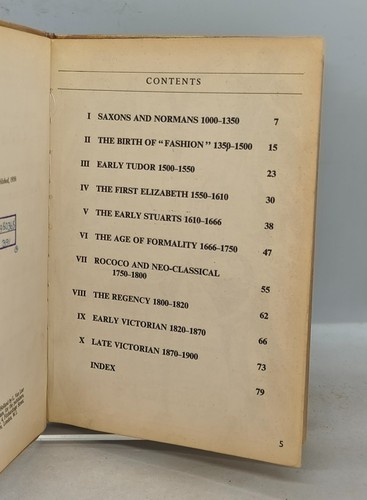 CONTENTS
I SAXONS AND NORMANS 1000–1350 7
II THE BIRTH OF "FASHION" 1350–1500 15
III EARLY TUDOR 1500–1550 23
IV THE FIRST ELIZABETH 1550–1610 30
V THE EARLY STUARTS 1610–1666 38
VI THE AGE OF FORMALITY 1666–1750 47
VII ROCOCO AND NEO-CLASSICAL
1750–1800 55
VIII THE REGENCY 1800–1820 62
IX EARLY VICTORIAN 1820–1870 66
X LATE VICTORIAN 1870–1900 73
INDEX 79
5